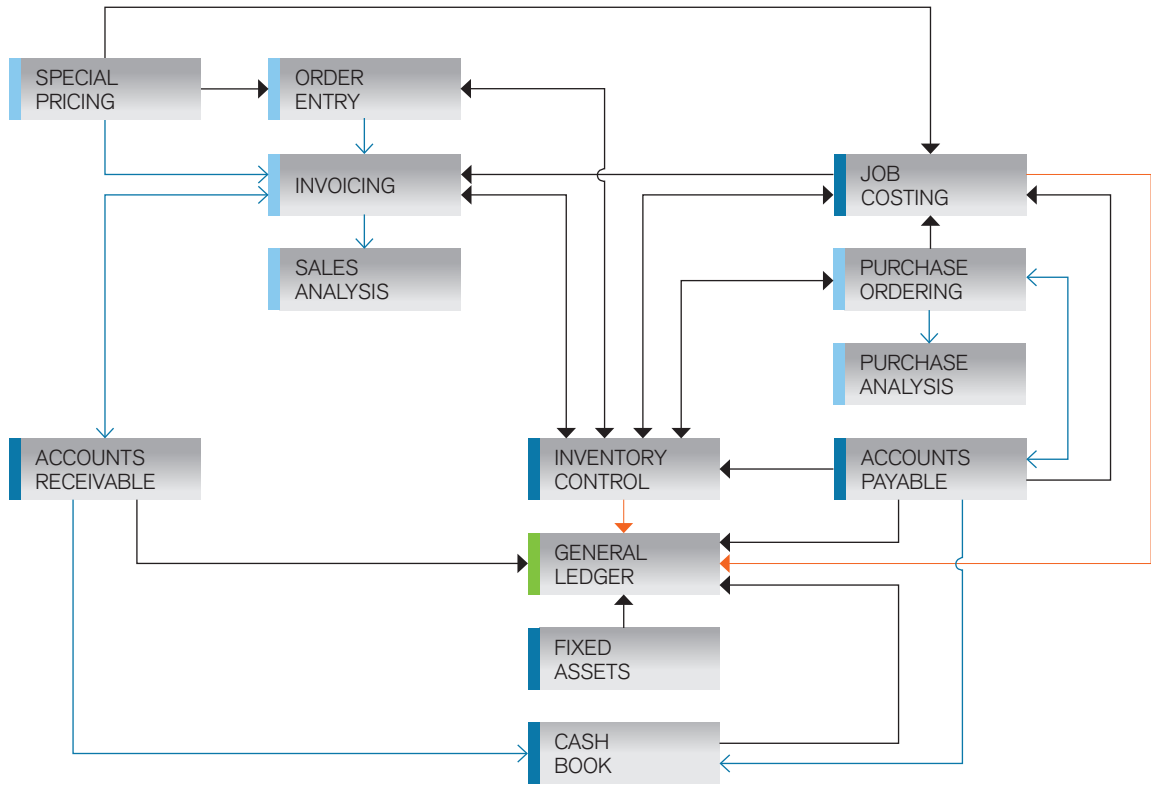 SPECIAL
PRICING
ORDER
ENTRY
INVOICING
JOB
COSTING
SALES
ANALYSIS
PURCHASE
ORDERING
PURCHASE
ANALYSIS
ACCOUNTS
RECEIVABLE
INVENTORY
CONTROL
ACCOUNTS
PAYABLE
GENERAL
LEDGER
FIXED
ASSETS
CASH
BOOK